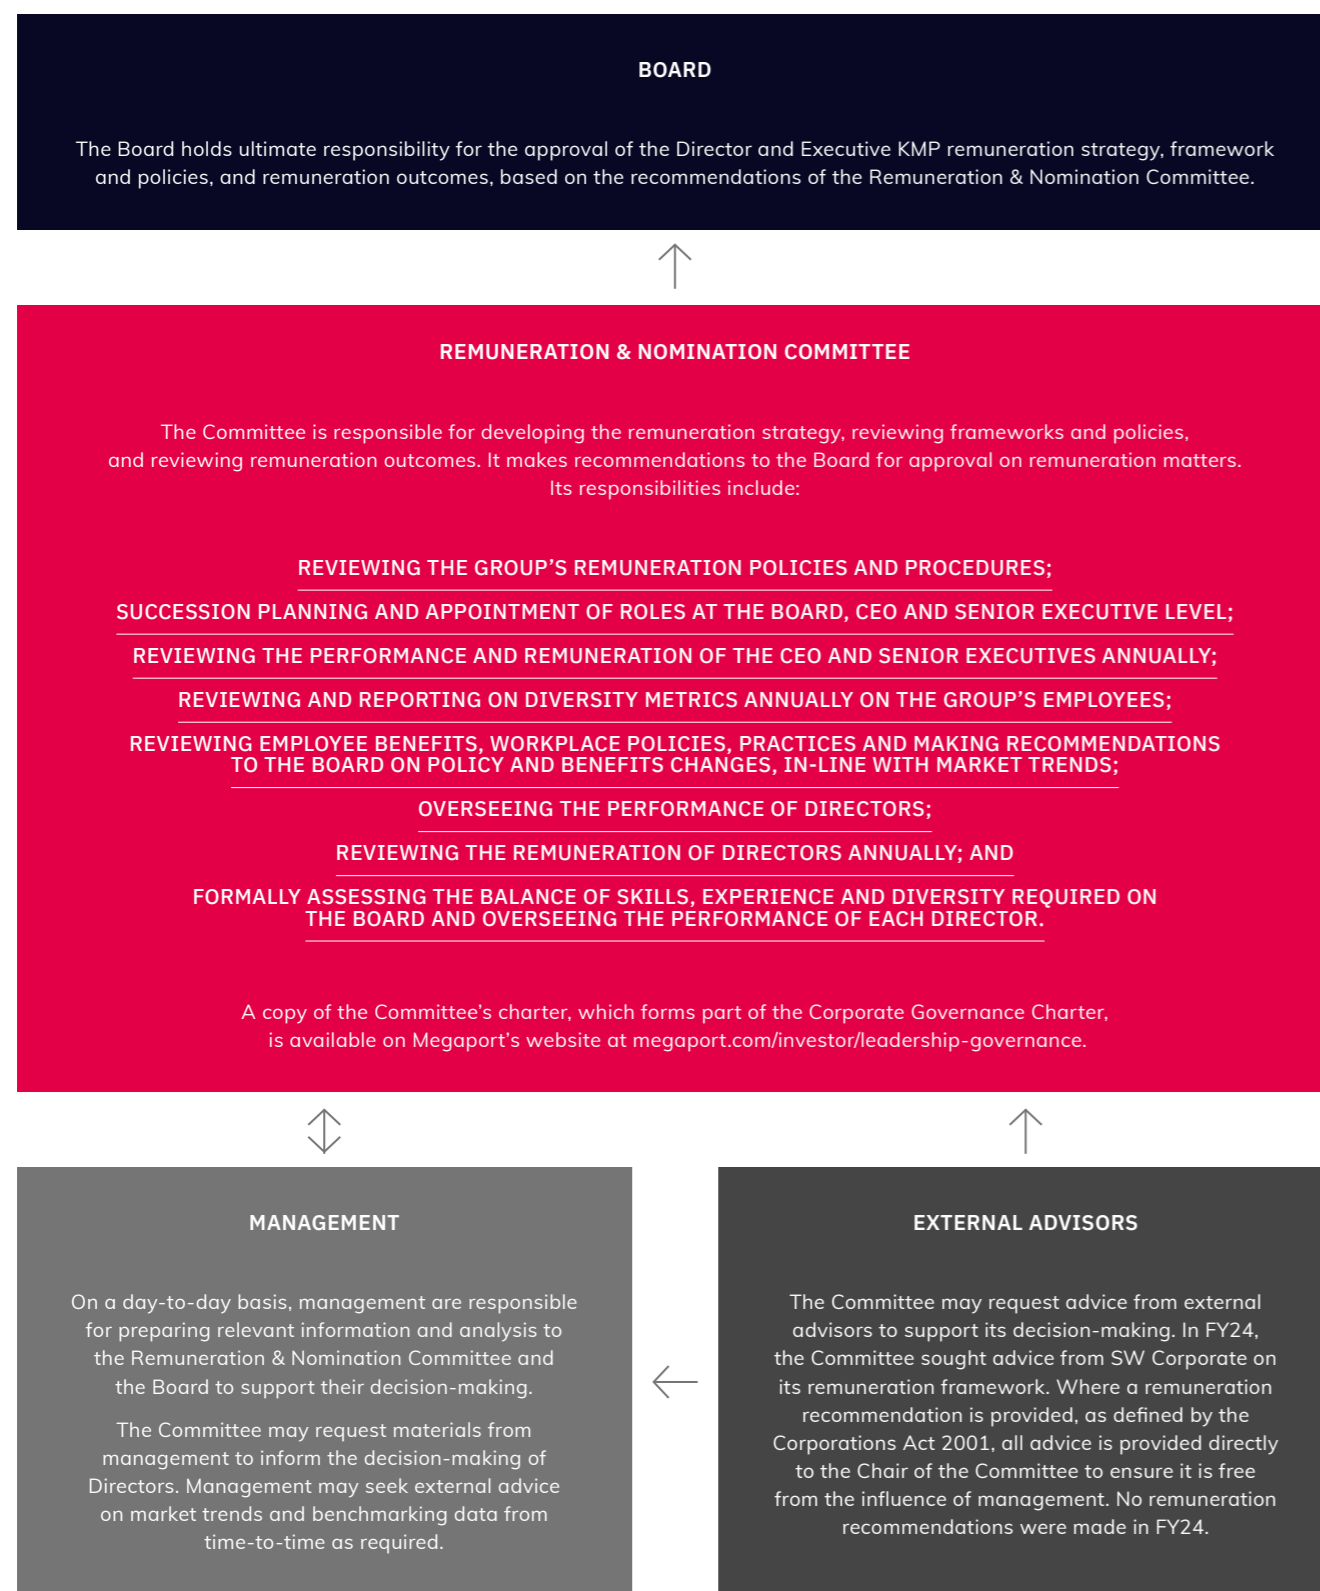 BOARD
The Board holds ultimate responsibility for the approval of the Director and Executive KMP remuneration strategy, framework
and policies, and remuneration outcomes, based on the recommendations of the Remuneration & Nomination Committee.
REMUNERATION & NOMINATION COMMITTEE
The Committee is responsible for developing the remuneration strategy, reviewing frameworks and policies,
and reviewing remuneration outcomes. It makes recommendations to the Board for approval on remuneration matters.
Its responsibilities include:
REVIEWING THE GROUP’S REMUNERATION POLICIES AND PROCEDURES;
SUCCESSION PLANNING AND APPOINTMENT OF ROLES AT THE BOARD, CEO AND SENIOR EXECUTIVE LEVEL;
REVIEWING THE PERFORMANCE AND REMUNERATION OF THE CEO AND SENIOR EXECUTIVES ANNUALLY;
REVIEWING AND REPORTING ON DIVERSITY METRICS ANNUALLY ON THE GROUP’S EMPLOYEES;
REVIEWING EMPLOYEE BENEFITS, WORKPLACE POLICIES, PRACTICES AND MAKING RECOMMENDATIONS
TO THE BOARD ON POLICY AND BENEFITS CHANGES, IN-LINE WITH MARKET TRENDS;
OVERSEEING THE PERFORMANCE OF DIRECTORS;
REVIEWING THE REMUNERATION OF DIRECTORS ANNUALLY; AND
FORMALLY ASSESSING THE BALANCE OF SKILLS, EXPERIENCE AND DIVERSITY REQUIRED ON
THE BOARD AND OVERSEEING THE PERFORMANCE OF EACH DIRECTOR.
A copy of the Committee’s charter, which forms part of the Corporate Governance Charter,
is available on Megaport’s website at megaport.com/investor/leadership-governance.
MANAGEMENT
On a day-to-day basis, management are responsible
for preparing relevant information and analysis to
the Remuneration & Nomination Committee and
the Board to support their decision-making.
The Committee may request materials from
management to inform the decision-making of
Directors. Management may seek external advice
on market trends and benchmarking data from
time-to-time as required.
EXTERNAL ADVISORS
The Committee may request advice from external
advisors to support its decision-making. In FY24,
the Committee sought advice from SW Corporate on
its remuneration framework. Where a remuneration
recommendation is provided, as defined by the
Corporations Act 2001, all advice is provided directly
to the Chair of the Committee to ensure it is free
from the influence of management. No remuneration
recommendations were made in FY24.